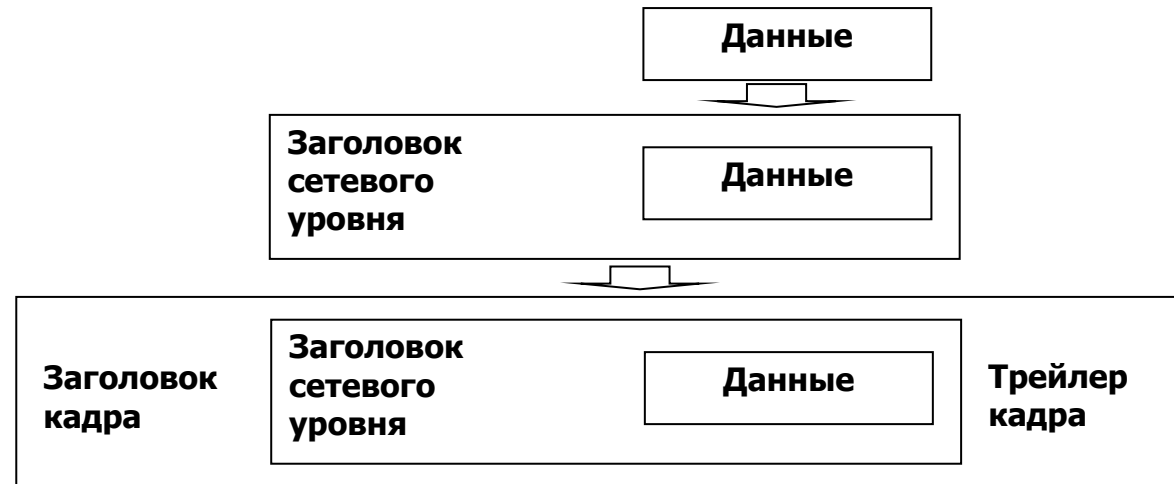 Данные
Заголовок
сетевого
уровня
Данные
Заголовок
кадра
Заголовок
сетевого
уровня
Данные
Трейлер
кадра